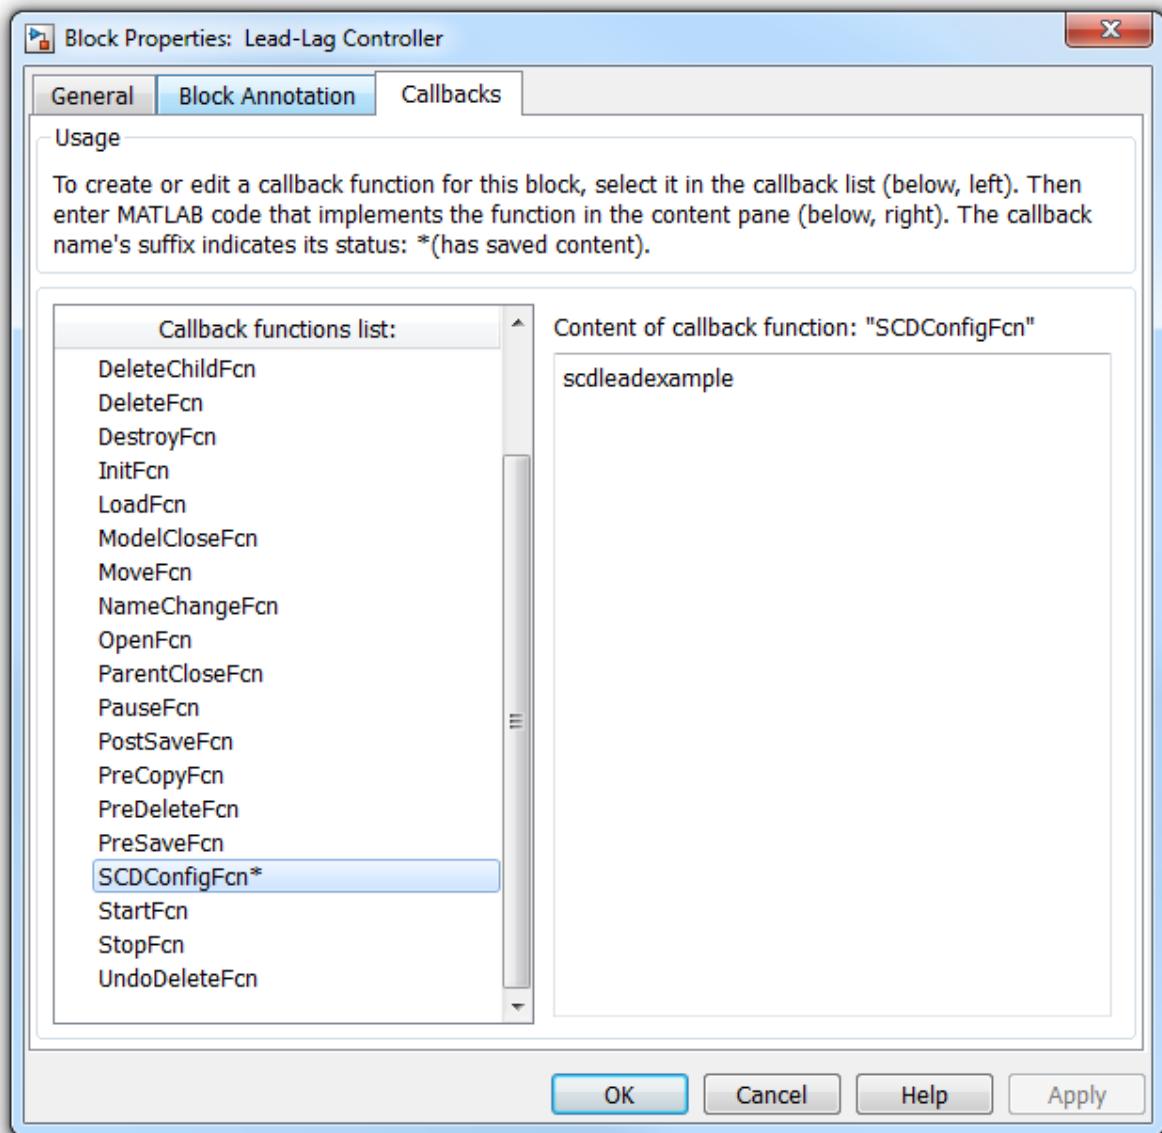 Block Properties: Lead-Lag Controller
General
Block Annotation
Callbacks
Usage
To create or edit a callback function for this block, select it in the callback list (below, left). Then
enter MATLAB code that implements the function in the content pane (below, right). The callback
name's suffix indicates its status: *(has saved content).
Callback functions list:
DeleteChildFcn
DeleteFcn
DestroyFcn
InitFcn
LoadFcn
ModelCloseFcn
MoveFcn
NameChangeFcn
OpenFcn
ParentCloseFcn
PauseFcn
PostSaveFcn
PreCopyFcn
PreDeleteFcn
PreSaveFcn
SCDConfigFcn*
StartFcn
StopFcn
UndoDeleteFcn
Content of callback function: "SCDConfigFcn"
scdleadexample
OK
Cancel
Help
Apply